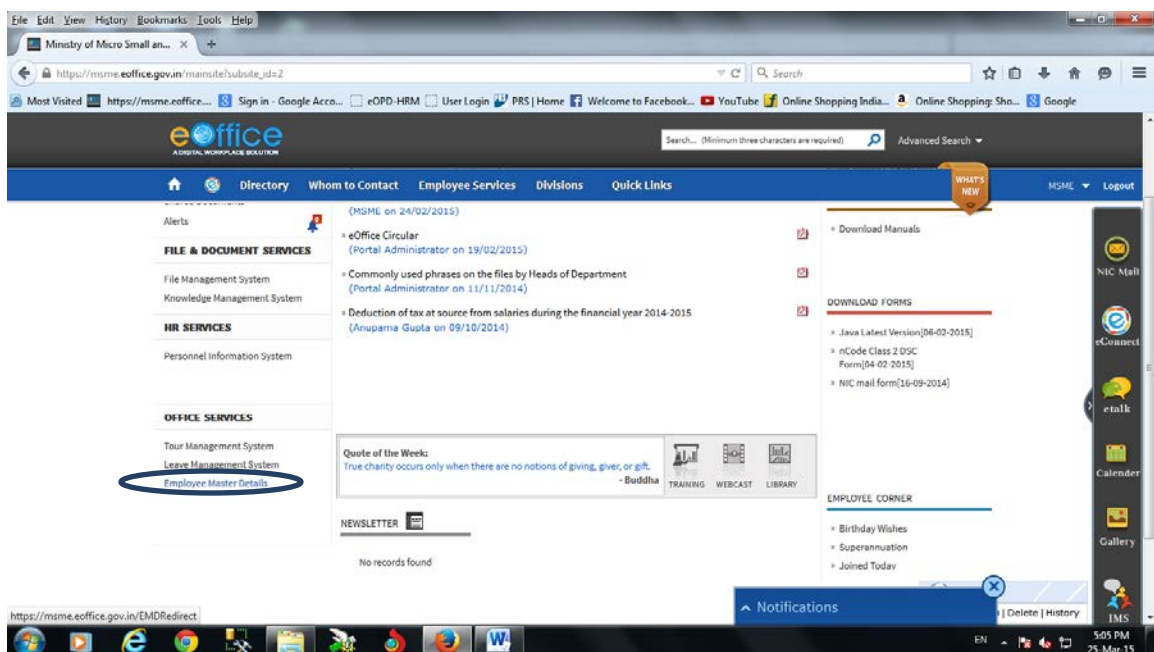 File Edit View History Bookmarks Tools Help
Ministry of Micro Small an... × +
https://msme.eoffice.gov.in/mainsite?subsite_id=2
Search
Most Visited https://msme.eoffice.... Sign in - Google Acco... eOPD-HRM User Login PRS | Home Welcome to Facebook... YouTube Online Shopping India... Online Shopping: Sho... Google
eOffice
A DIGITAL WORKPLACE SOLUTION
Search... (Minimum three characters are required)
Advanced Search
Directory Whom to Contact Employee Services Divisions Quick Links
WHAT'S NEW
MSME Logout
Shared Documents
Alerts
FILE & DOCUMENT SERVICES
File Management System
Knowledge Management System
HR SERVICES
Personnel Information System
OFFICE SERVICES
Tour Management System
Leave Management System
Employee Master Details
(MSME on 24/02/2015)
» eOffice Circular
(Portal Administrator on 19/02/2015)
» Commonly used phrases on the files by Heads of Department
(Portal Administrator on 11/11/2014)
» Deduction of tax at source from salaries during the financial year 2014-2015
(Anupama Gupta on 09/10/2014)
Quote of the Week:
True charity occurs only when there are no notions of giving, giver, or gift.
- Buddha
TRAINING WEBCAST LIBRARY
NEWSLETTER
No records found
» Download Manuals
DOWNLOAD FORMS
» Java Latest Version[06-02-2015]
» nCode Class 2 DSC
Form[04-02-2015]
» NIC mail form[16-09-2014]
EMPLOYEE CORNER
» Birthday Wishes
» Superannuation
» Joined Today
NIC Mail
eConnect
etalk
Calender
Gallery
IMS
Notifications
| Delete | History
https://msme.eoffice.gov.in/EMDRedirect
EN
5:05 PM
25-Mar-15